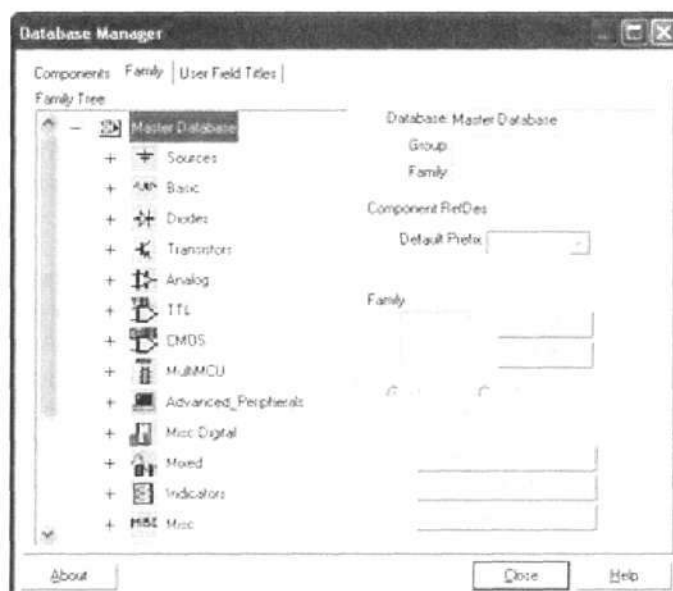 Database Manager
Components Family User Field Titles
Family Tree
Master Database
Sources
Basic
Diodes
Transistors
Analog
TTL
CMOS
MultiMCU
Advanced_Peripherals
Misc Digital
Mixed
Indicators
MISC Misc
Database: Master Database
Group
Family
Component RefDes
Default Prefix
Family
About Close Help